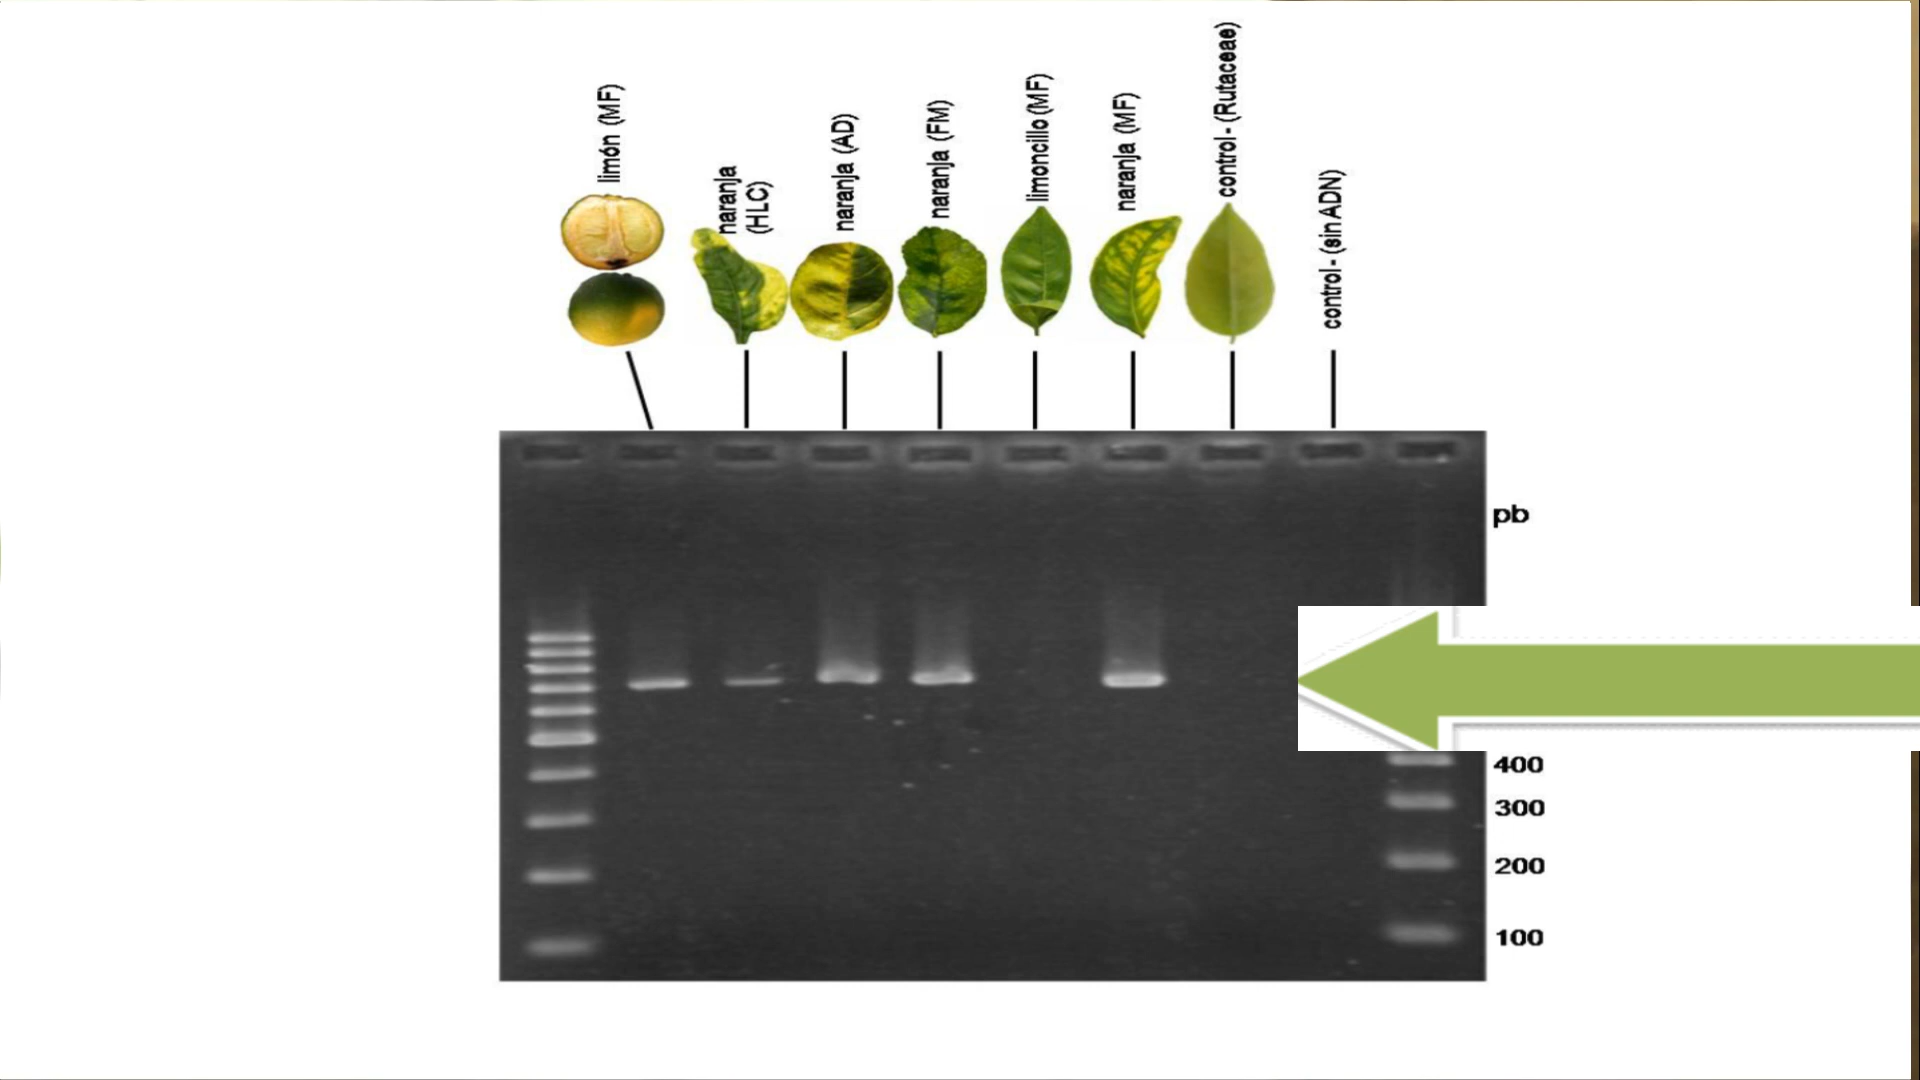 limón (MF)
naranja
(HLC)
naranja (AD)
naranja (FM)
limoncillo (MF)
naranja (MF)
control- (Rutaceae)
control- (sin ADN)
pb
400
300
200
100